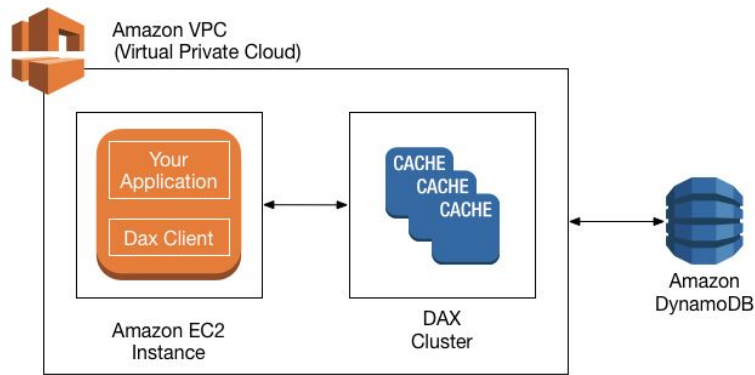 Amazon VPC
(Virtual Private Cloud)
Your
Application
Dax Client
CACHE
CACHE
CACHE
Amazon EC2
Instance
DAX
Cluster
Amazon
DynamoDB